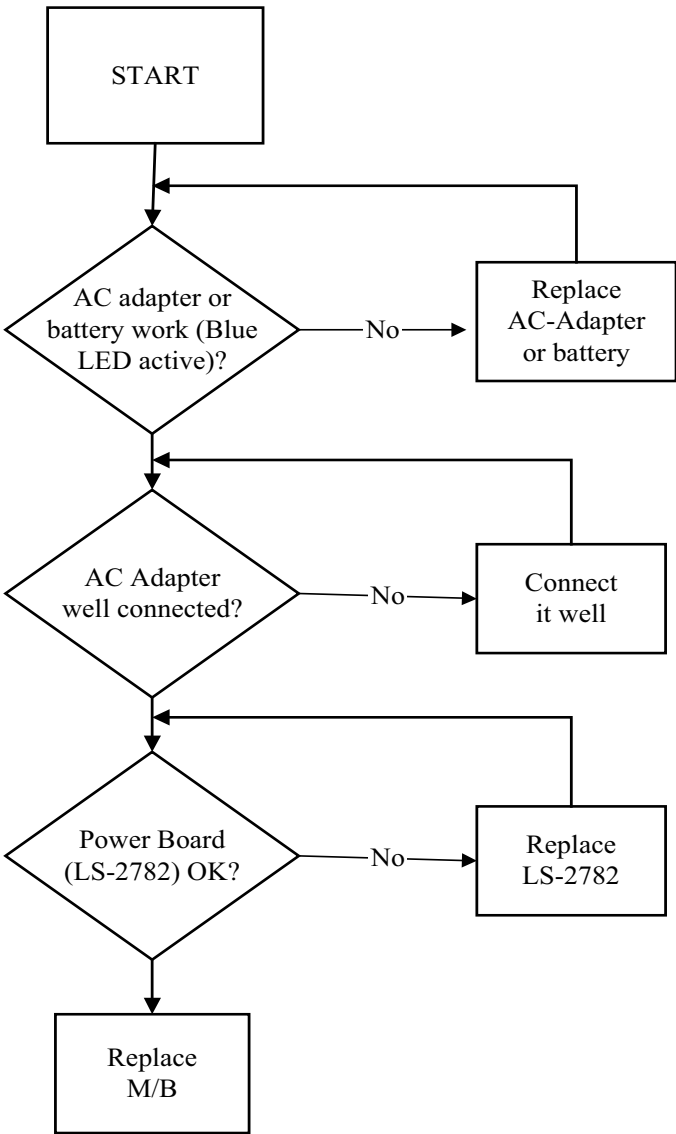 START
AC adapter or
battery work (Blue
LED active)?
No
Replace
AC-Adapter
or battery
AC Adapter
well connected?
No
Connect
it well
Power Board
(LS-2782) OK?
No
Replace
LS-2782
Replace
M/B